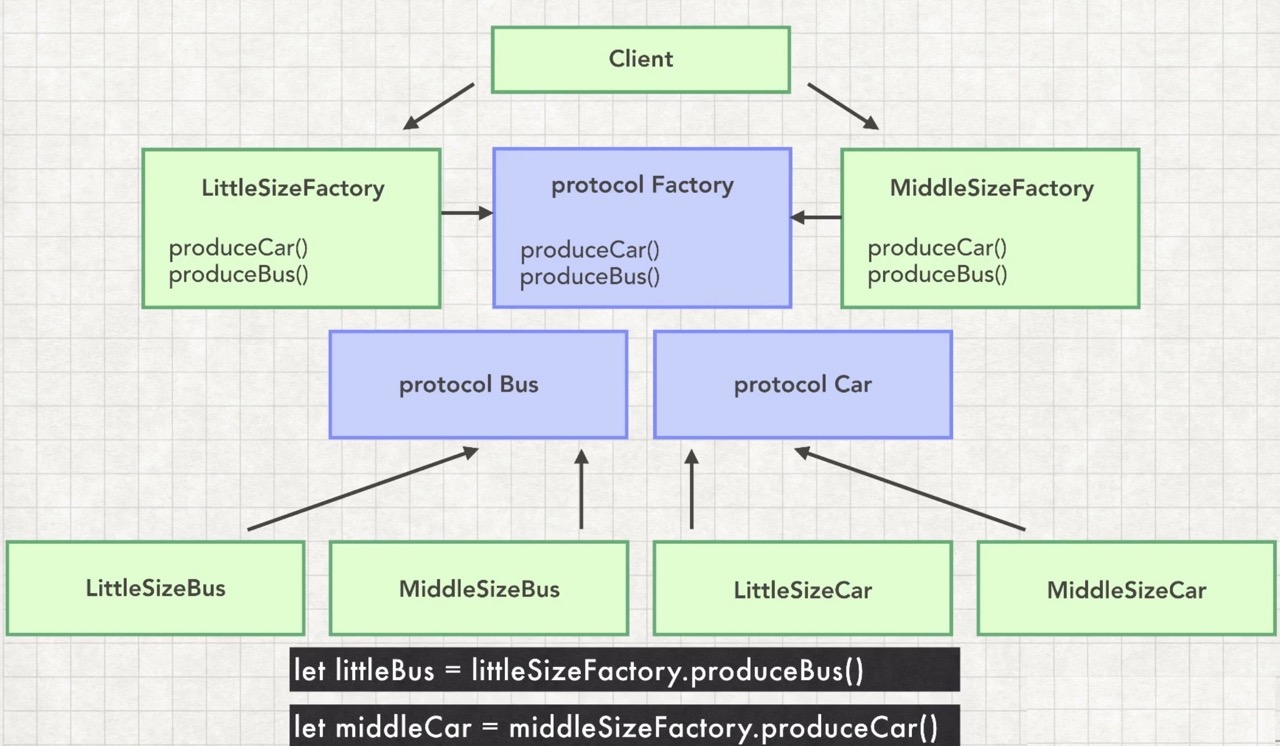 Client
LittleSizeFactory
produceCar()
produceBus()
protocol Factory
produceCar()
produceBus()
MiddleSizeFactory
produceCar()
produceBus()
protocol Bus
protocol Car
LittleSizeBus
MiddleSizeBus
LittleSizeCar
MiddleSizeCar
let littleBus = littleSizeFactory.produceBus()
let middleCar = middleSizeFactory.produceCar()